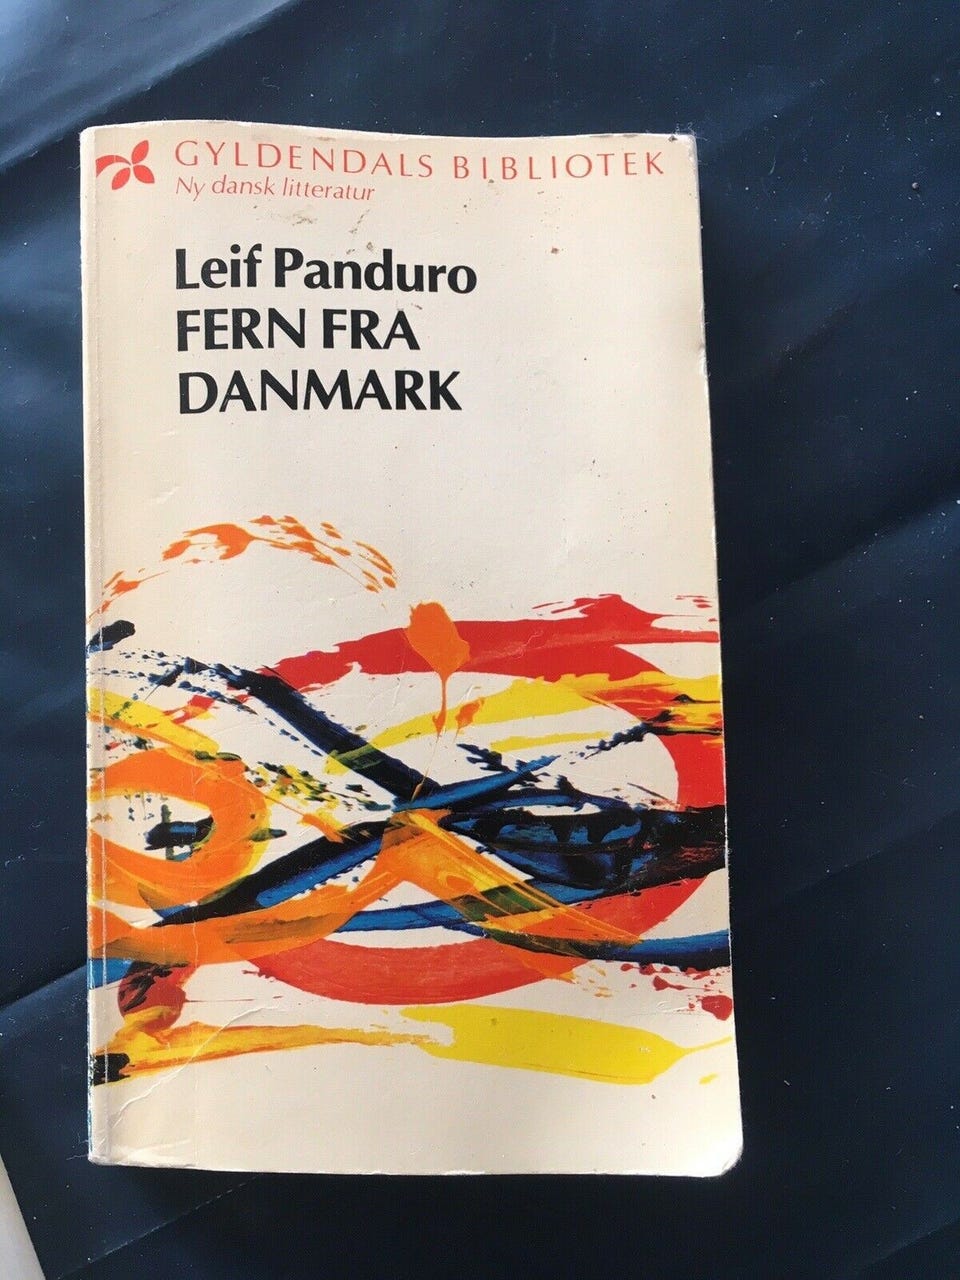 GYLDENDALS BIBLIOTEK
Ny dansk litteratur
Leif Panduro
FERN FRA
DANMARK